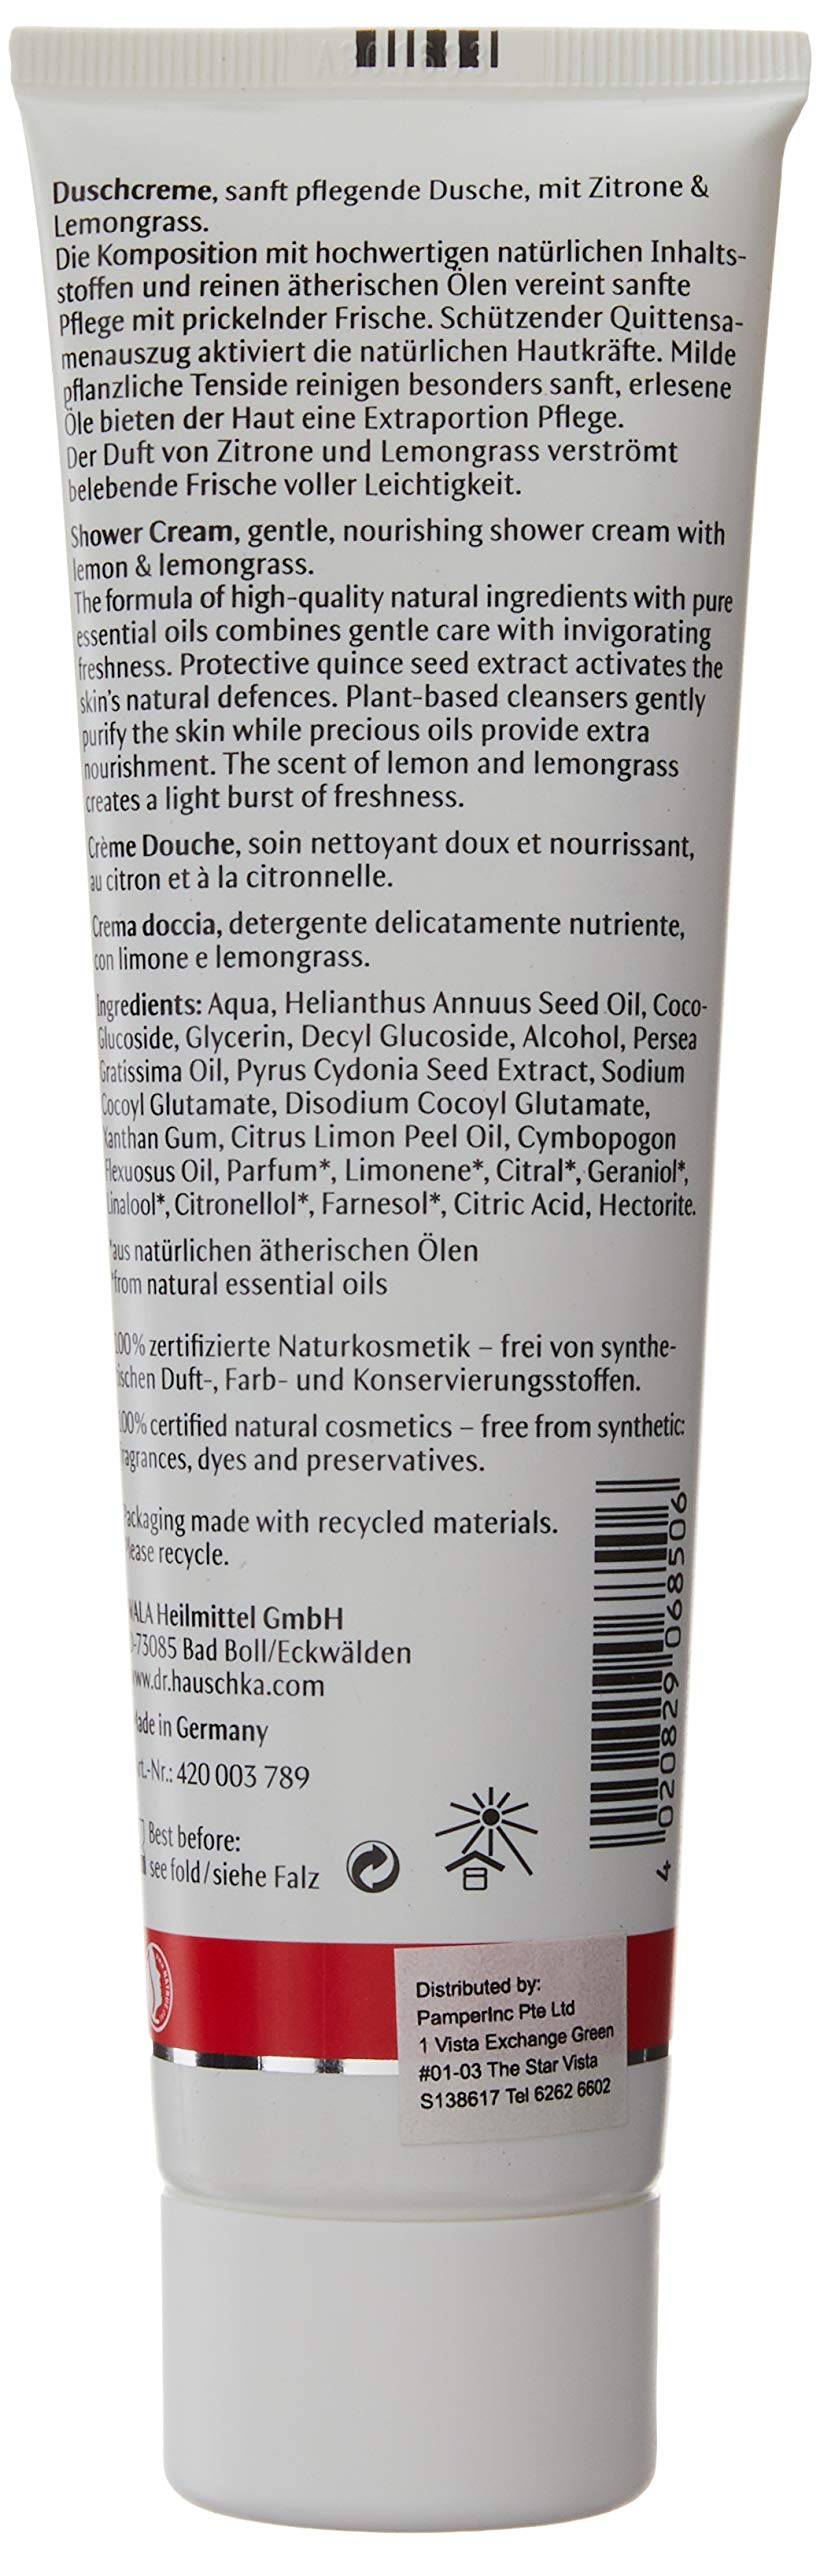 Duschcreme, sanft pflegende Dusche, mit Zitrone &
Lemongrass.
Die Komposition mit hochwertigen natürlichen Inhalts-
stoffen und reinen ätherischen Ölen vereint sanfte
Pflege mit prickelnder Frische. Schützender Quittensa-
menauszug aktiviert die natürlichen Hautkräfte. Milde
pflanzliche Tenside reinigen besonders sanft, erlesene
Öle bieten der Haut eine Extraportion Pflege.
Der Duft von Zitrone und Lemongrass verströmt
belebende Frische voller Leichtigkeit.
Shower Cream, gentle, nourishing shower cream with
lemon & lemongrass.
The formula of high-quality natural ingredients with pure
essential oils combines gentle care with invigorating
freshness. Protective quince seed extract activates the
skin's natural defences. Plant-based cleansers gently
purify the skin while precious oils provide extra
nourishment. The scent of lemon and lemongrass
creates a light burst of freshness.
Crème Douche, soin nettoyant doux et nourrissant,
au citron et à la citronnelle.
Crema doccia, detergente delicatamente nutriente,
con limone e lemongrass.
Ingredients: Aqua, Helianthus Annuus Seed Oil, Coco-
Glucoside, Glycerin, Decyl Glucoside, Alcohol, Persea
Gratissima Oil, Pyrus Cydonia Seed Extract, Sodium
Cocoyl Glutamate, Disodium Cocoyl Glutamate,
Xanthan Gum, Citrus Limon Peel Oil, Cymbopogon
Flexuosus Oil, Parfum*, Limonene*, Citral*, Geraniol*,
Linalool*, Citronellol*, Farnesol*, Citric Acid, Hectorite.
*aus natürlichen ätherischen Ölen
*from natural essential oils
100% zertifizierte Naturkosmetik – frei von synthe-
tischen Duft-, Farb- und Konservierungsstoffen.
100% certified natural cosmetics – free from synthetic
fragrances, dyes and preservatives.
Packaging made with recycled materials.
Please recycle.
WALA Heilmittel GmbH
D-73085 Bad Boll/Eckwälden
www.dr.hauschka.com
Made in Germany
Art.-Nr.: 420 003 789
Best before:
see fold/siehe Falz
4 020829 068506
Distributed by:
PamperInc Pte Ltd
1 Vista Exchange Green
#01-03 The Star Vista
S138617 Tel 6262 6602